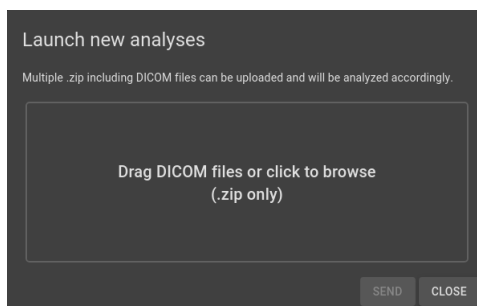 Launch new analyses
Multiple .zip including DICOM files can be uploaded and will be analyzed accordingly.
Drag DICOM files or click to browse
(.zip only)
SEND CLOSE